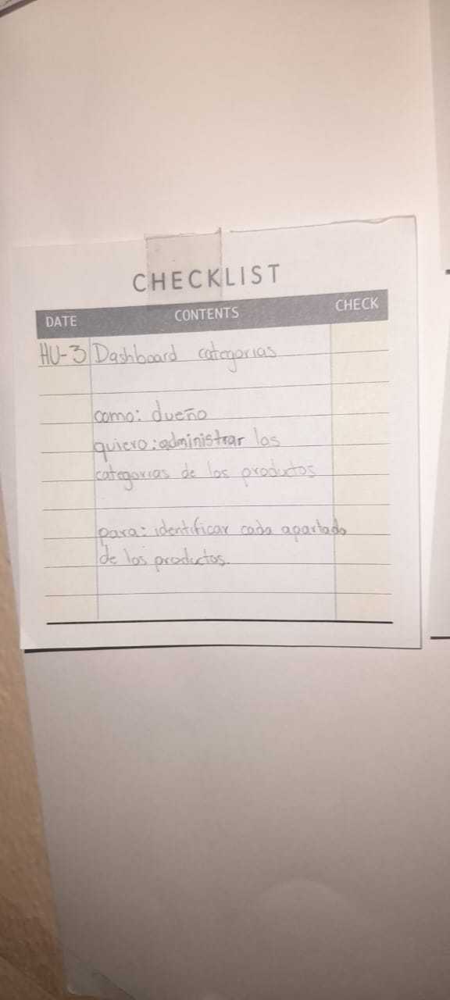 CHECKLIST
DATE CONTENTS CHECK
HU-3 Dashboard categorias
como: dueño
quiero: administrar las
categorias de los productos
para: identificar cada apartado
de los productos.